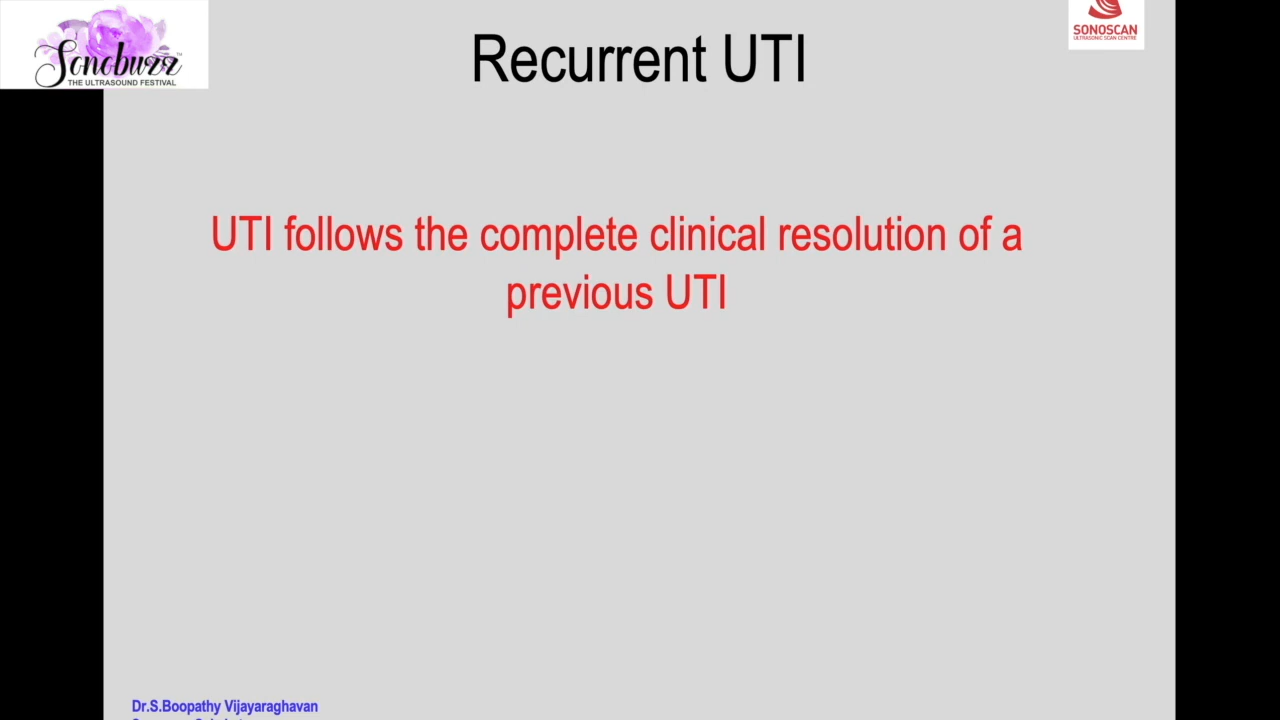 Sonobuzz
THE ULTRASOUND FESTIVAL
SONOSCAN
ULTRASONIC SCAN CENTRE
Recurrent UTI
UTI follows the complete clinical resolution of a
previous UTI
Dr.S.Boopathy Vijayaraghavan